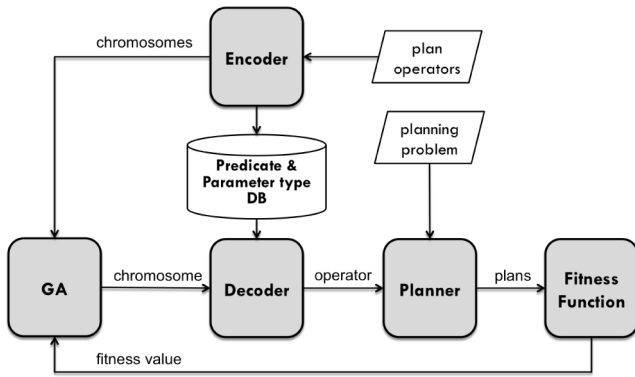 chromosomes
Encoder
plan
operators
planning
problem
Predicate &
Parameter type
DB
GA
chromosome
Decoder
operator
Planner
plans
Fitness
Function
fitness value